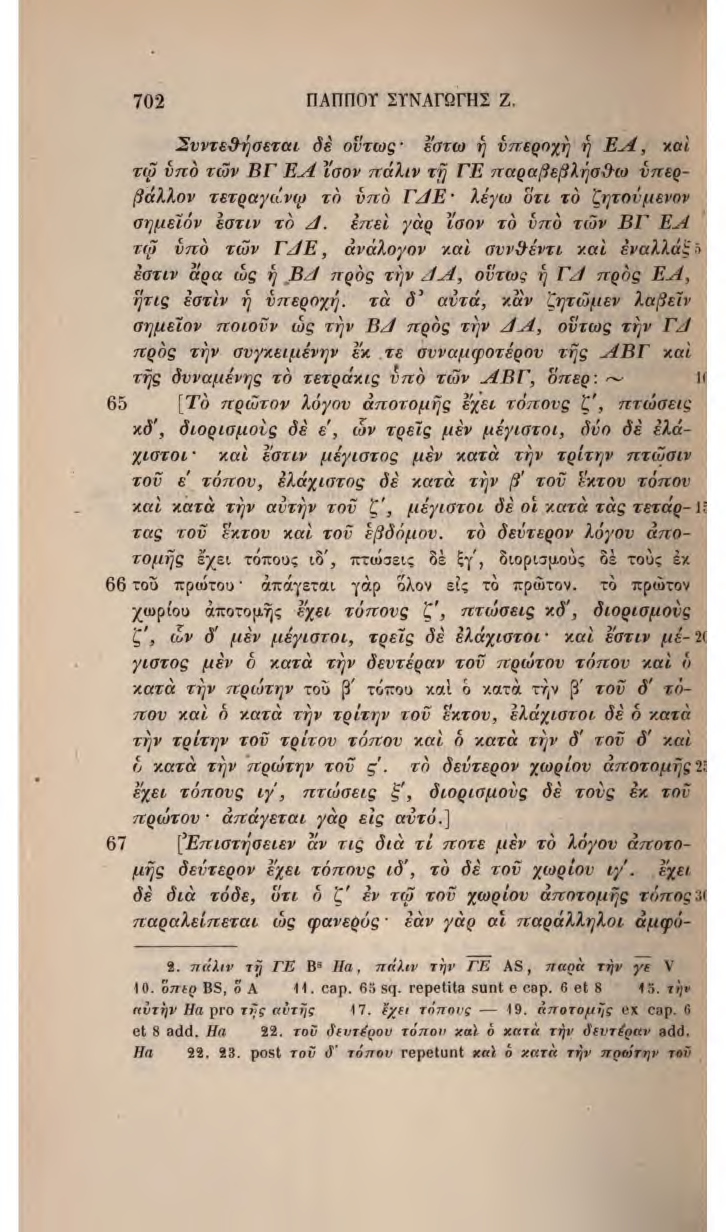 702 ΠΑΠΠΟΥ ΣΥΝΑΓΩΓΗΣ Ζ.
Συντεθήσεται δὲ οὕτως· ἔστω ἡ ὑπεροχὴ ἡ ΕΑ, καὶ
τῷ ὑπὸ τῶν ΒΓ ΕΑ ἴσον πάλιν τῇ ΓΕ παραβεβλήσθω ὑπερ-
βάλλον τετραγώνῳ τὸ ὑπὸ ΓΔΕ· λέγω ὅτι τὸ ζητούμενον
σημεῖόν ἐστιν τὸ Δ. ἐπεὶ γὰρ ἴσον τὸ ὑπὸ τῶν ΒΓ ΕΑ
τῷ ὑπὸ τῶν ΓΔΕ, ἀνάλογον καὶ συνθέντι καὶ ἐναλλάξ 5
ἐστιν ἄρα ὡς ἡ ΒΔ πρὸς τὴν ΔΑ, οὕτως ἡ ΓΔ πρὸς ΕΑ,
ἥτις ἐστὶν ἡ ὑπεροχή. τὰ δ’ αὐτά, κἂν ζητῶμεν λαβεῖν
σημεῖον ποιοῦν ὡς τὴν ΒΔ πρὸς τὴν ΔΑ, οὕτως τὴν ΓΔ
πρὸς τὴν συγκειμένην ἔκ τε συναμφοτέρου τῆς ΑΒΓ καὶ
τῆς δυναμένης τὸ τετράκις ὑπὸ τῶν ΑΒΓ, ὅπερ: ~ 10
65 [Τὸ πρῶτον λόγου ἀποτομῆς ἔχει τόπους ζ', πτώσεις
κδ', διορισμοὺς δὲ ε', ὧν τρεῖς μὲν μέγιστοι, δύο δὲ ἐλά-
χιστοι· καὶ ἔστιν μέγιστος μὲν κατὰ τὴν τρίτην πτῶσιν
τοῦ ε' τόπου, ἐλάχιστος δὲ κατὰ τὴν β' τοῦ ἕκτου τόπου
καὶ κατὰ τὴν αὐτὴν τοῦ ζ', μέγιστοι δὲ οἱ κατὰ τὰς τετάρ- 15
τας τοῦ ἕκτου καὶ τοῦ ἑβδόμου. τὸ δεύτερον λόγου ἀπο-
τομῆς ἔχει τόπους ιδ', πτώσεις δὲ ξγ', διορισμοὺς δὲ τοὺς ἐκ
66 τοῦ πρώτου· ἀπάγεται γὰρ ὅλον εἰς τὸ πρῶτον. τὸ πρῶτον
χωρίου ἀποτομῆς ἔχει τόπους ζ', πτώσεις κδ', διορισμοὺς
ζ', ὧν δ' μὲν μέγιστοι, τρεῖς δὲ ἐλάχιστοι· καὶ ἔστιν μέ- 20
γιστος μὲν ὁ κατὰ τὴν δευτέραν τοῦ πρώτου τόπου καὶ ὁ
κατὰ τὴν πρώτην τοῦ β' τόπου καὶ ὁ κατὰ τὴν β' τοῦ δ' τό-
που καὶ ὁ κατὰ τὴν τρίτην τοῦ ἕκτου, ἐλάχιστοι δὲ ὁ κατὰ
τὴν τρίτην τοῦ τρίτου τόπου καὶ ὁ κατὰ τὴν δ' τοῦ δ' καὶ
ὁ κατὰ τὴν πρώτην τοῦ ς'. τὸ δεύτερον χωρίου ἀποτομῆς 25
ἔχει τόπους ιγ', πτώσεις ξ', διορισμοὺς δὲ τοὺς ἐκ τοῦ
πρώτου· ἀπάγεται γὰρ εἰς αὐτό.]
67 [Ἐπιστήσειεν ἄν τις διὰ τί ποτε μὲν τὸ λόγου ἀποτο-
μῆς δεύτερον ἔχει τόπους ιδ', τὸ δὲ τοῦ χωρίου ιγ'. ἔχει
δὲ διὰ τόδε, ὅτι ὁ ζ' ἐν τῷ τοῦ χωρίου ἀποτομῆς τόπος 30
παραλείπεται ὡς φανερός· ἐὰν γὰρ αἱ παράλληλοι ἀμφό-
2. πάλιν τῇ ΓΕ Bˢ Ha, πάλιν τὴν ΓΕ AS, παρὰ τὴν γε V
10. ὅπερ BS, ὅ A 11. cap. 65 sq. repetita sunt e cap. 6 et 8 15. τὴν
αὐτὴν Ha pro τῆς αὐτῆς 17. ἔχει τόπους — 19. ἀποτομῆς ex cap. 6
et 8 add. Ha 22. τοῦ δευτέρου τόπου καὶ ὁ κατὰ τὴν δευτέραν add.
Ha 22. 23. post τοῦ δ' τόπου repetunt καὶ ὁ κατὰ τὴν πρώτην τοῦ